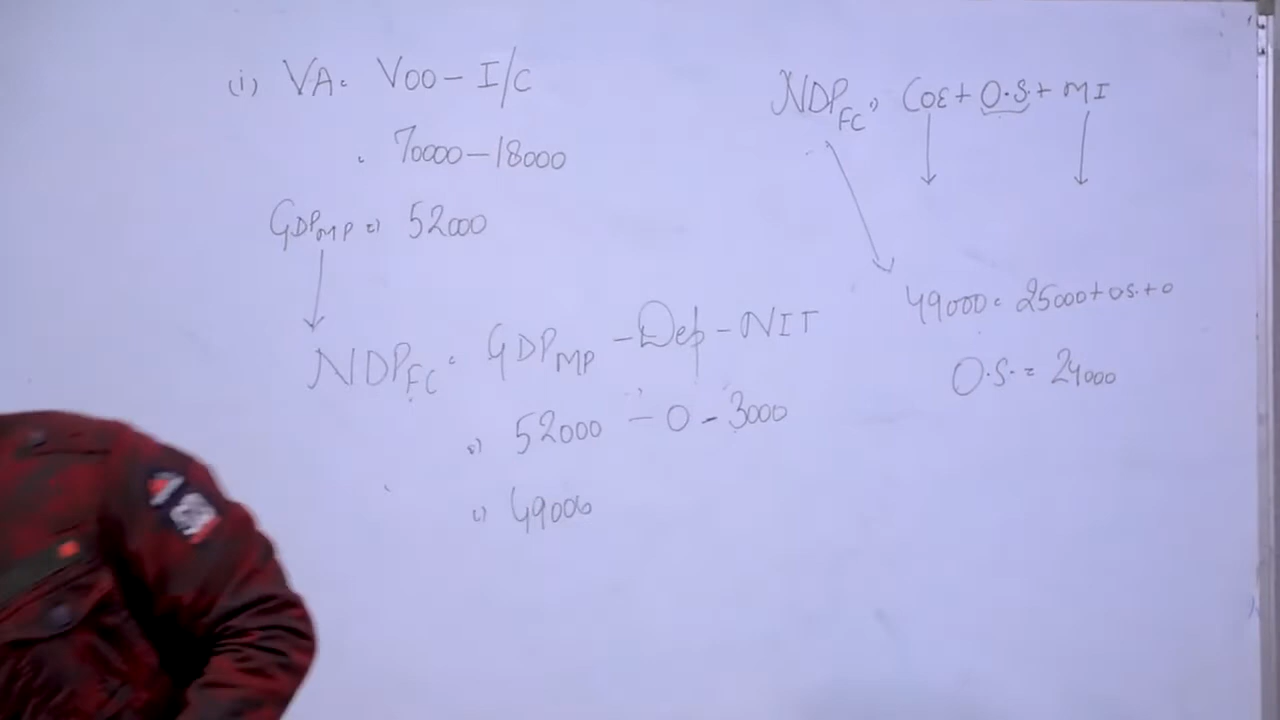 (i) VA = VOO - I/C
= 70000 - 18000
GDPMP => 52000
NDPFC = GDPMP - Dep - NIT
=> 52000 - 0 - 3000
=> 49000
NDPFC => COE + O.S. + MI
49000 = 25000 + O.S. + 0
O.S. = 24000